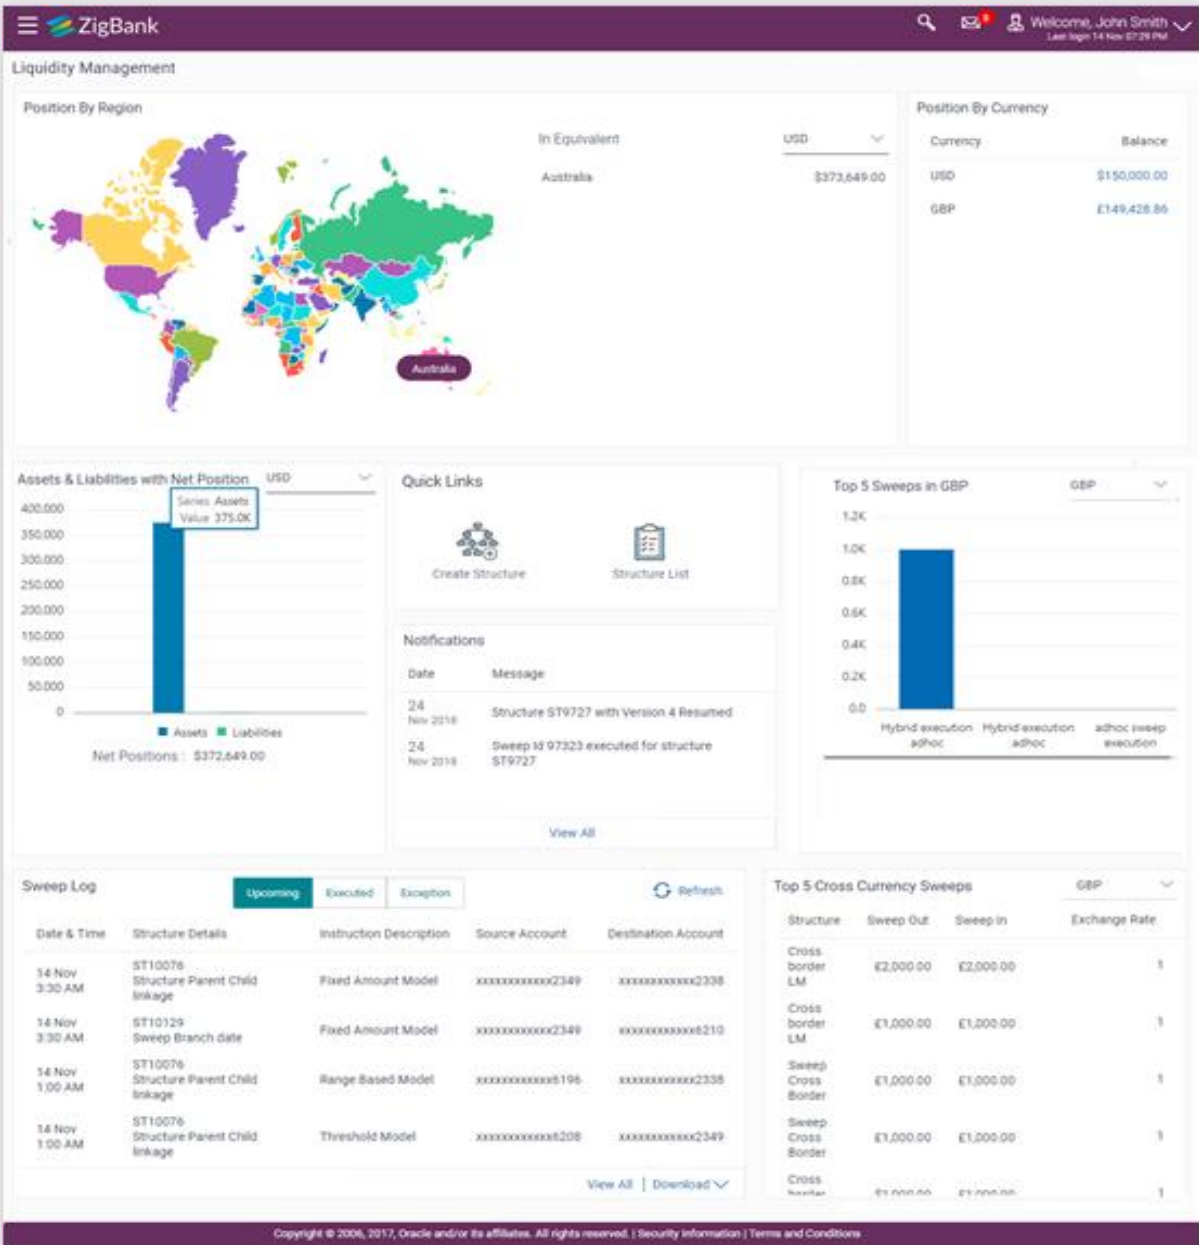 ZigBank
Welcome, John Smith
Last login 14 Nov 07:29 PM
Liquidity Management
Position By Region
In Equivalent USD
Australia $373,649.00
Australia
Position By Currency
Currency Balance
USD $150,000.00
GBP £149,428.86
Assets & Liabilities with Net Position USD
Series Assets
Value 375.0K
400,000
350,000
300,000
250,000
200,000
150,000
100,000
50,000
0
Assets Liabilities
Net Positions : $372,649.00
Quick Links
Create Structure Structure List
Notifications
Date Message
24
Nov 2018
Structure ST9727 with Version 4 Resumed
24
Nov 2018
Sweep Id 97323 executed for structure
ST9727
View All
Top 5 Sweeps in GBP GBP
1.2K
1.0K
0.8K
0.6K
0.4K
0.2K
0.0
Hybrid execution adhoc
Hybrid execution adhoc
adhoc sweep execution
Sweep Log Upcoming Executed Exception Refresh
Date & Time Structure Details Instruction Description Source Account Destination Account
14 Nov
3:30 AM
ST10076
Structure Parent Child
linkage
Fixed Amount Model xxxxxxxxxxxx2349 xxxxxxxxxxxx2338
14 Nov
3:30 AM
ST10129
Sweep Branch date
Fixed Amount Model xxxxxxxxxxxx2349 xxxxxxxxxxxx6210
14 Nov
1:00 AM
ST10076
Structure Parent Child
linkage
Range Based Model xxxxxxxxxxxx6196 xxxxxxxxxxxx2338
14 Nov
1:00 AM
ST10076
Structure Parent Child
linkage
Threshold Model xxxxxxxxxxxx6208 xxxxxxxxxxxx2349
View All | Download
Top 5 Cross Currency Sweeps GBP
Structure Sweep Out Sweep In Exchange Rate
Cross
border
LM
£2,000.00 £2,000.00 1
Cross
border
LM
£1,000.00 £1,000.00 1
Sweep
Cross
Border
£1,000.00 £1,000.00 1
Sweep
Cross
Border
£1,000.00 £1,000.00 1
Cross
border
£1,000.00 £1,000.00 1
Copyright © 2006, 2017, Oracle and/or its affiliates. All rights reserved. | Security Information | Terms and Conditions